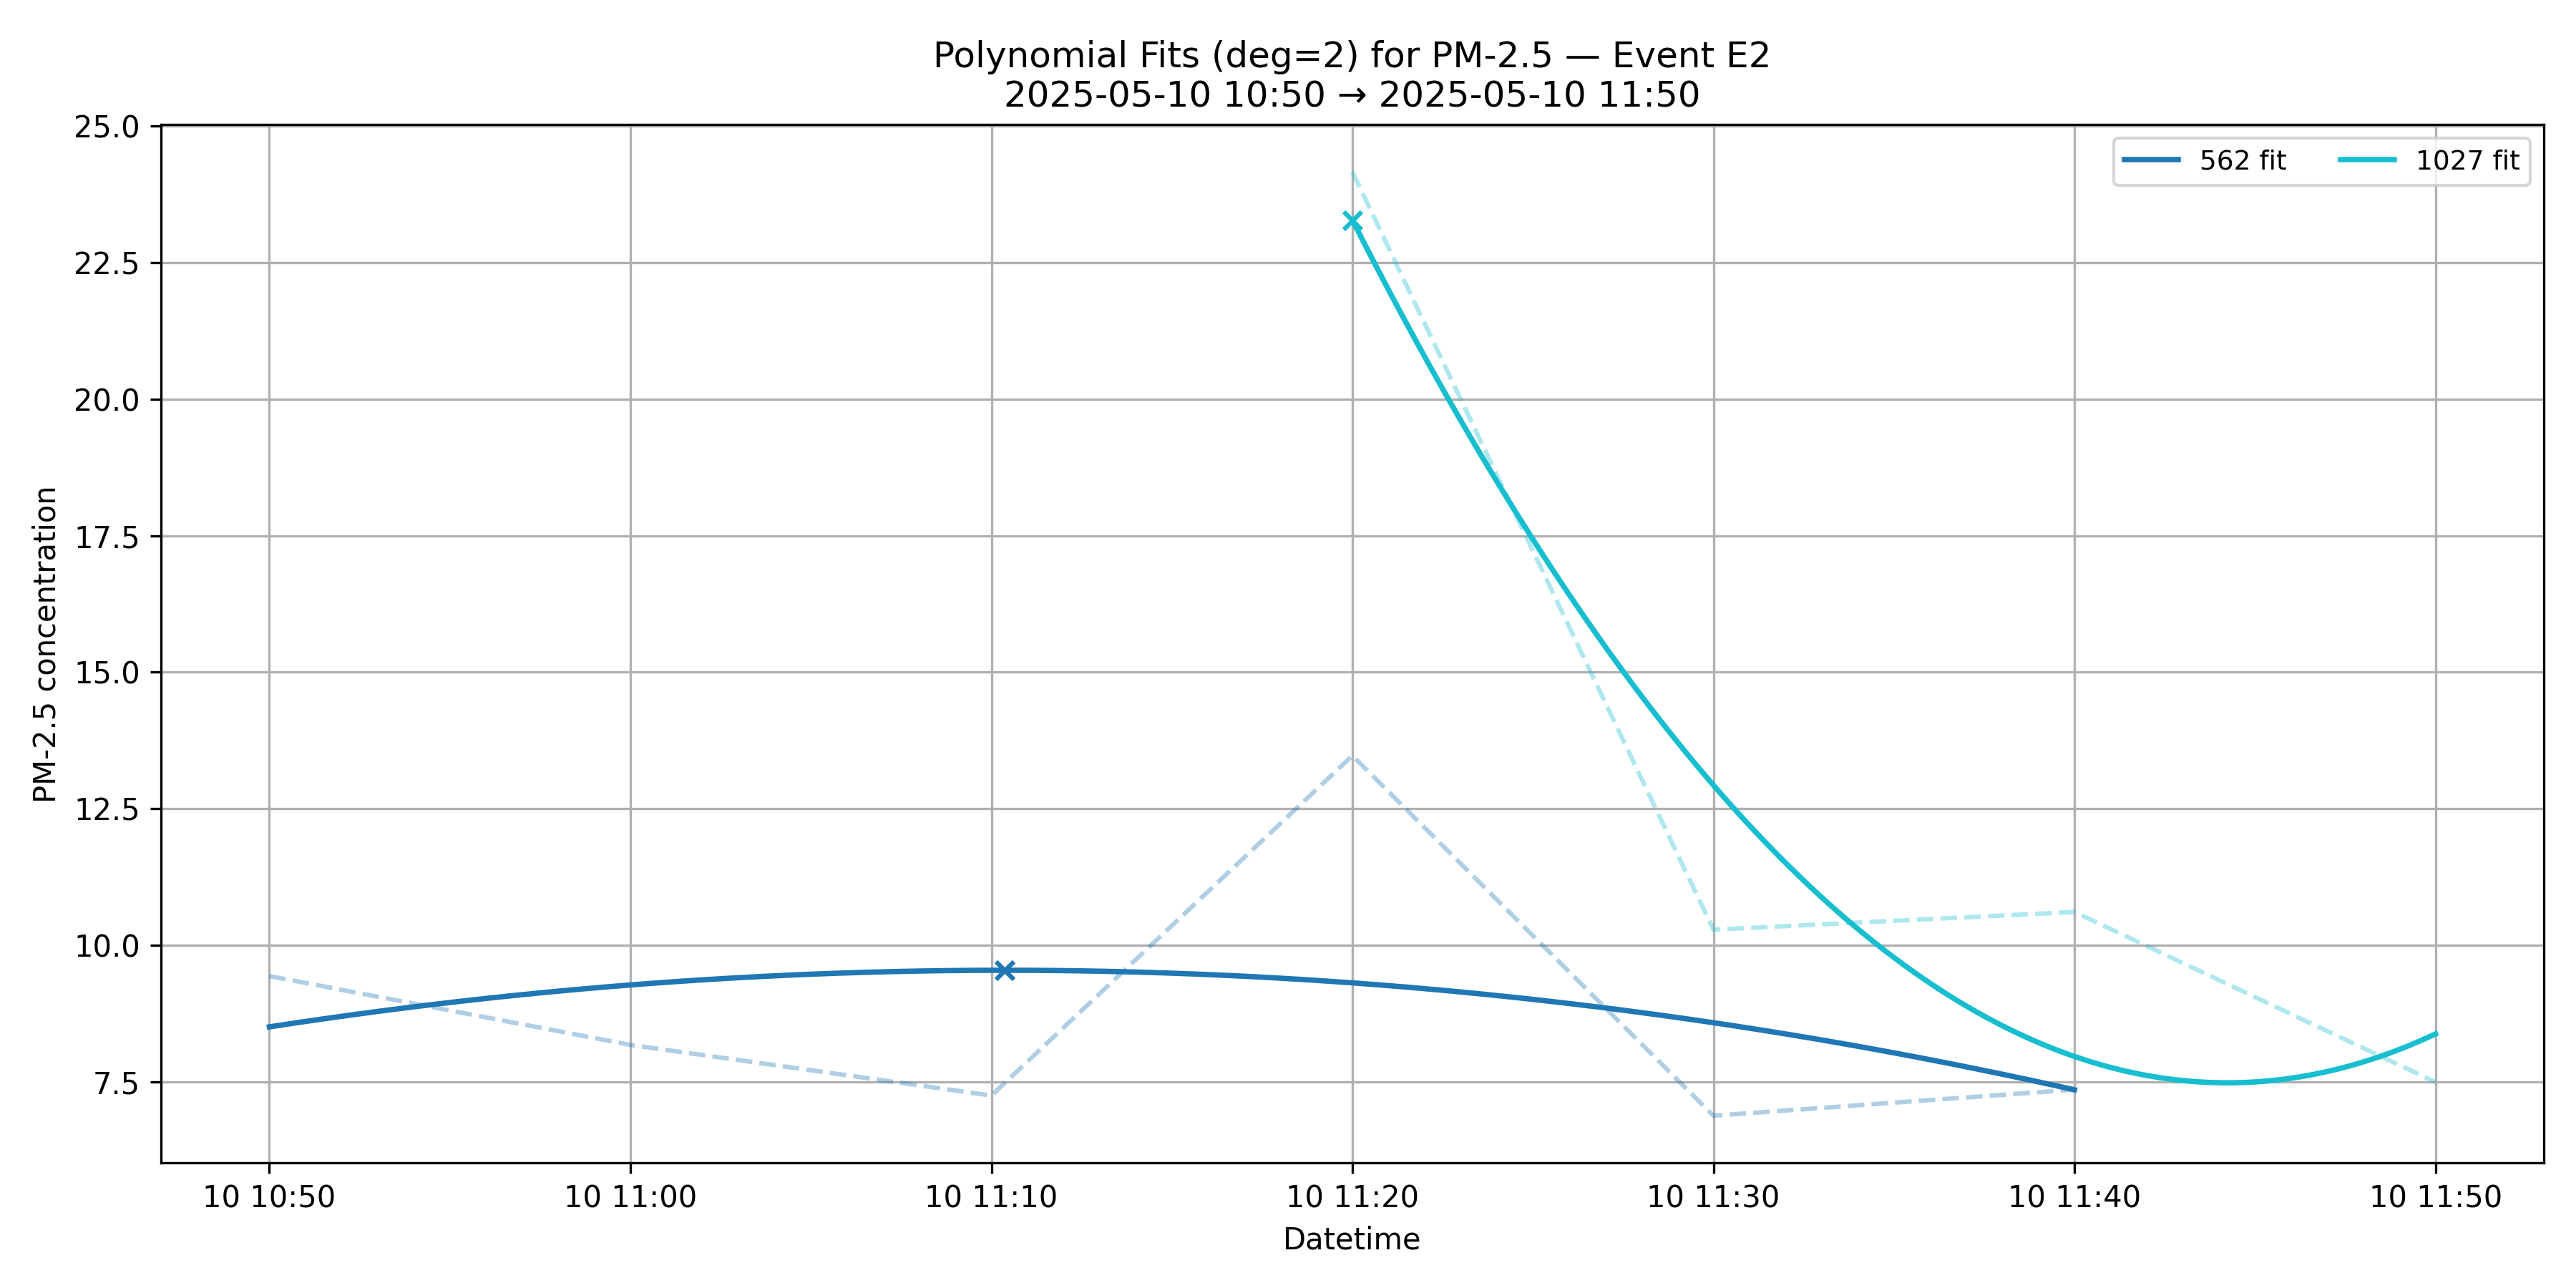 Polynomial Fits (deg=2) for PM-2.5 — Event E2
2025-05-10 10:50 → 2025-05-10 11:50
562 fit
1027 fit
PM-2.5 concentration
25.0
22.5
20.0
17.5
15.0
12.5
10.0
7.5
10 10:50
10 11:00
10 11:10
10 11:20
10 11:30
10 11:40
10 11:50
Datetime